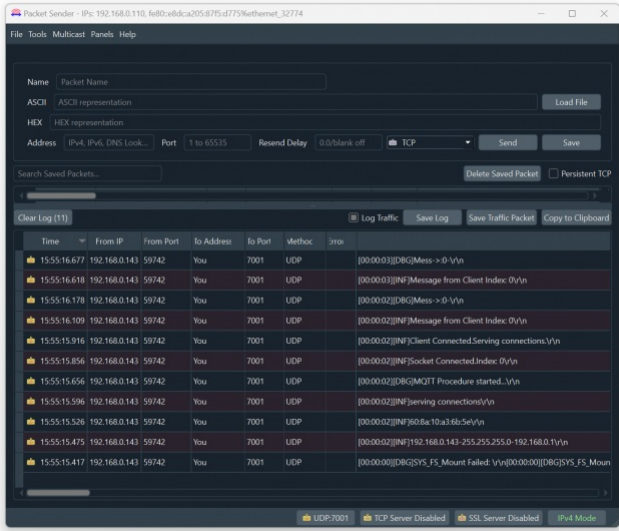 Packet Sender - IPs: 192.168.0.110, fe80::e8dc:a205:87f5:d775%ethernet_32774
File Tools Multicast Panels Help
Name Packet Name
ASCII ASCII representation Load File
HEX HEX representation
Address IPv4, IPv6, DNS Look... Port 1 to 65535 Resend Delay 0.0/blank off TCP Send Save
Search Saved Packets... Delete Saved Packet Persistent TCP
Clear Log (11) Log Traffic Save Log Save Traffic Packet Copy to Clipboard
Time From IP From Port To Address To Port Method Error
15:55:16.677 192.168.0.143 59742 You 7001 UDP [00:00:03][DBG]Mess->:0-\r\n
15:55:16.618 192.168.0.143 59742 You 7001 UDP [00:00:03][INF]Message from Client Index: 0\r\n
15:55:16.178 192.168.0.143 59742 You 7001 UDP [00:00:02][DBG]Mess->:0-\r\n
15:55:16.109 192.168.0.143 59742 You 7001 UDP [00:00:02][INF]Message from Client Index: 0\r\n
15:55:15.916 192.168.0.143 59742 You 7001 UDP [00:00:02][INF]Client Connected.Serving connections.\r\n
15:55:15.856 192.168.0.143 59742 You 7001 UDP [00:00:02][INF]Socket Connected.Index: 0\r\n
15:55:15.656 192.168.0.143 59742 You 7001 UDP [00:00:02][DBG]MQTT Procedure started...\r\n
15:55:15.596 192.168.0.143 59742 You 7001 UDP [00:00:02][INF]serving connections\r\n
15:55:15.526 192.168.0.143 59742 You 7001 UDP [00:00:02][INF]60:8a:10:a3:6b:5e\r\n
15:55:15.475 192.168.0.143 59742 You 7001 UDP [00:00:02][INF]192.168.0.143-255.255.255.0-192.168.0.1\r\n
15:55:15.417 192.168.0.143 59742 You 7001 UDP [00:00:00][DBG]SYS_FS_Mount Failed: \r\n[00:00:00][DBG]SYS_FS_Moun
UDP:7001 TCP Server Disabled SSL Server Disabled IPv4 Mode